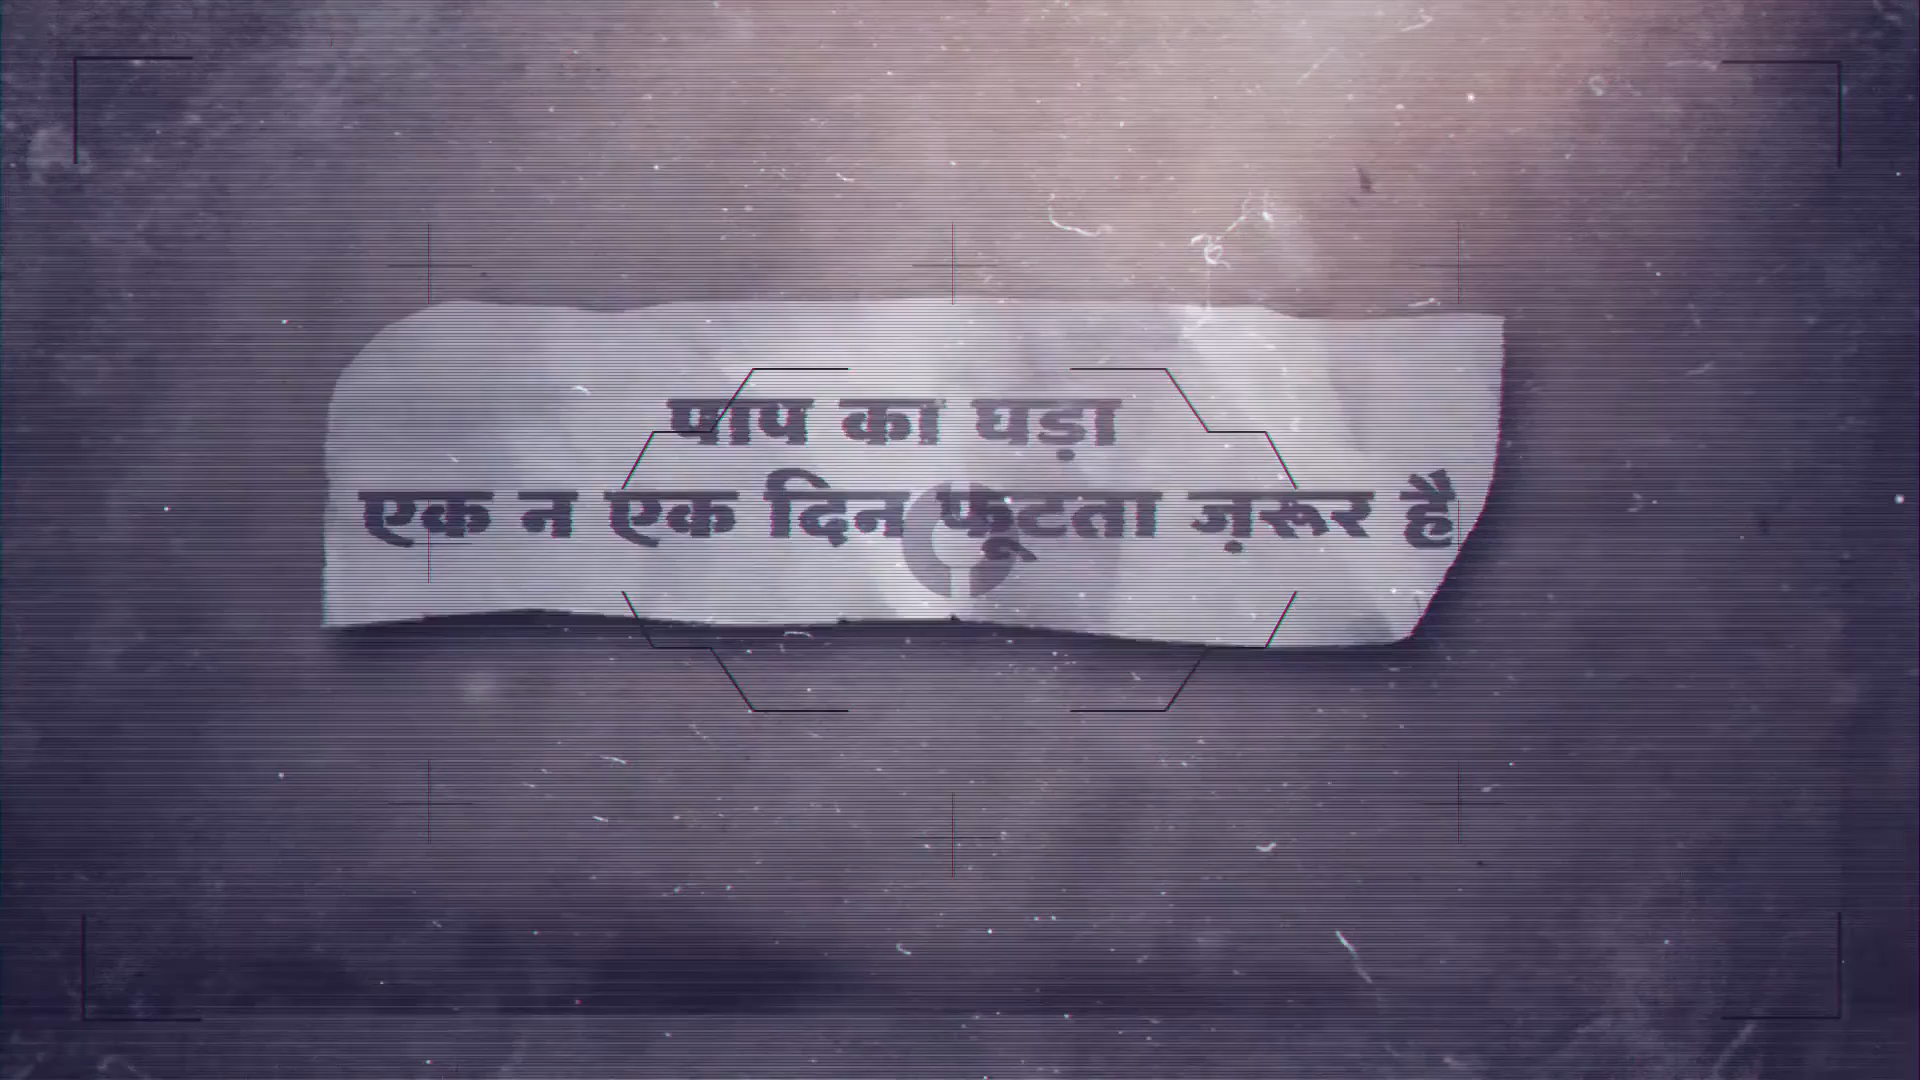 पाप का घड़ा
एक न एक दिन फूटता ज़रूर है